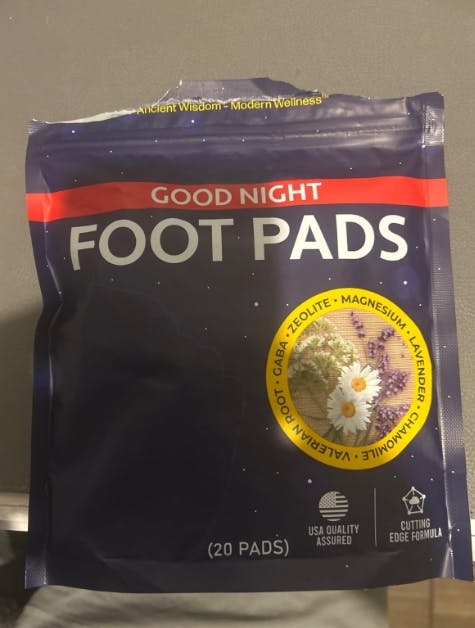 Ancient Wisdom - Modern Wellness™
GOOD NIGHT
FOOT PADS
GABA • ZEOLITE • MAGNESIUM • LAVENDER • CHAMOMILE • VALERIAN ROOT •
USA QUALITY
ASSURED
CUTTING
EDGE FORMULA
(20 PADS)